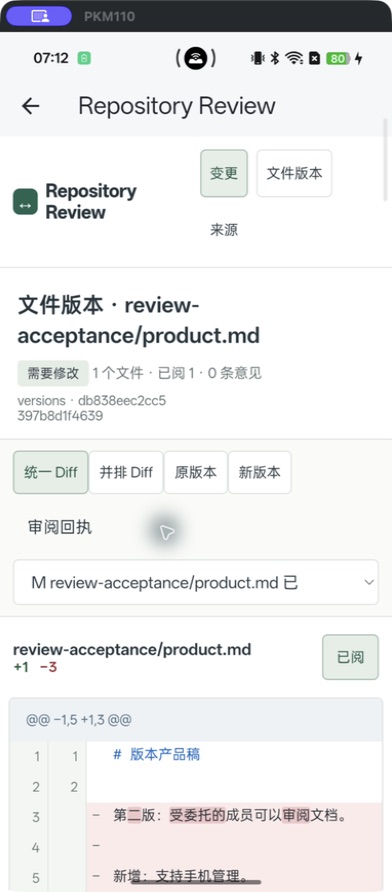 PKM110
07:12
80
Repository Review
Repository
Review
变更
文件版本
来源
文件版本 · review-
acceptance/product.md
需要修改 1 个文件 · 已阅 1 · 0 条意见
versions · db838eec2cc5
397b8d1f4639
统一 Diff
并排 Diff
原版本
新版本
审阅回执
M review-acceptance/product.md 已
review-acceptance/product.md
+1 −3
已阅
@@ −1,5 +1,3 @@
1 1 # 版本产品稿
2 2
3 − 第二版：受委托的成员可以审阅文档。
4 −
5 − 新增：支持手机管理。